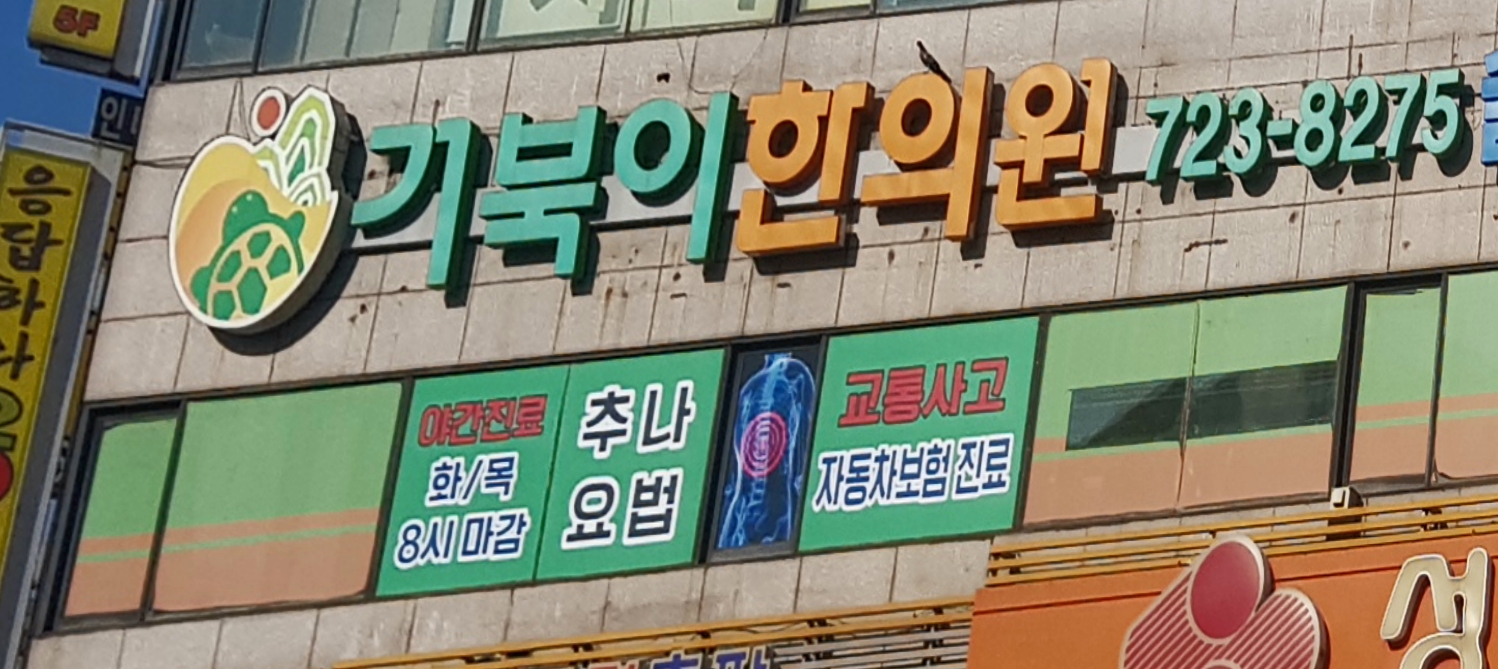 5F
거북이한의원 723-8275
응답하라
야간진료
화/목
8시 마감
추나
요법
교통사고
자동차보험 진료